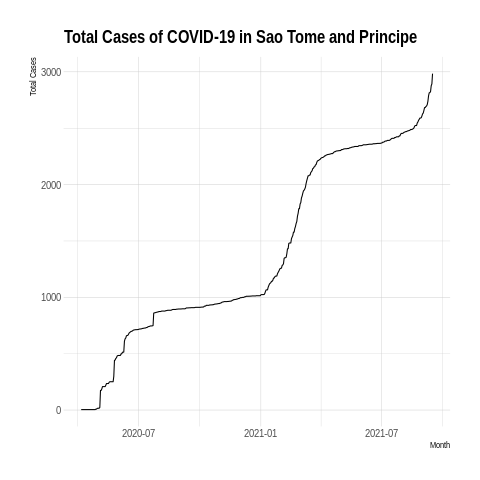 Total Cases of COVID-19 in Sao Tome and Principe
Total Cases
3000
2000
1000
0
2020-07 2021-01 2021-07
Month